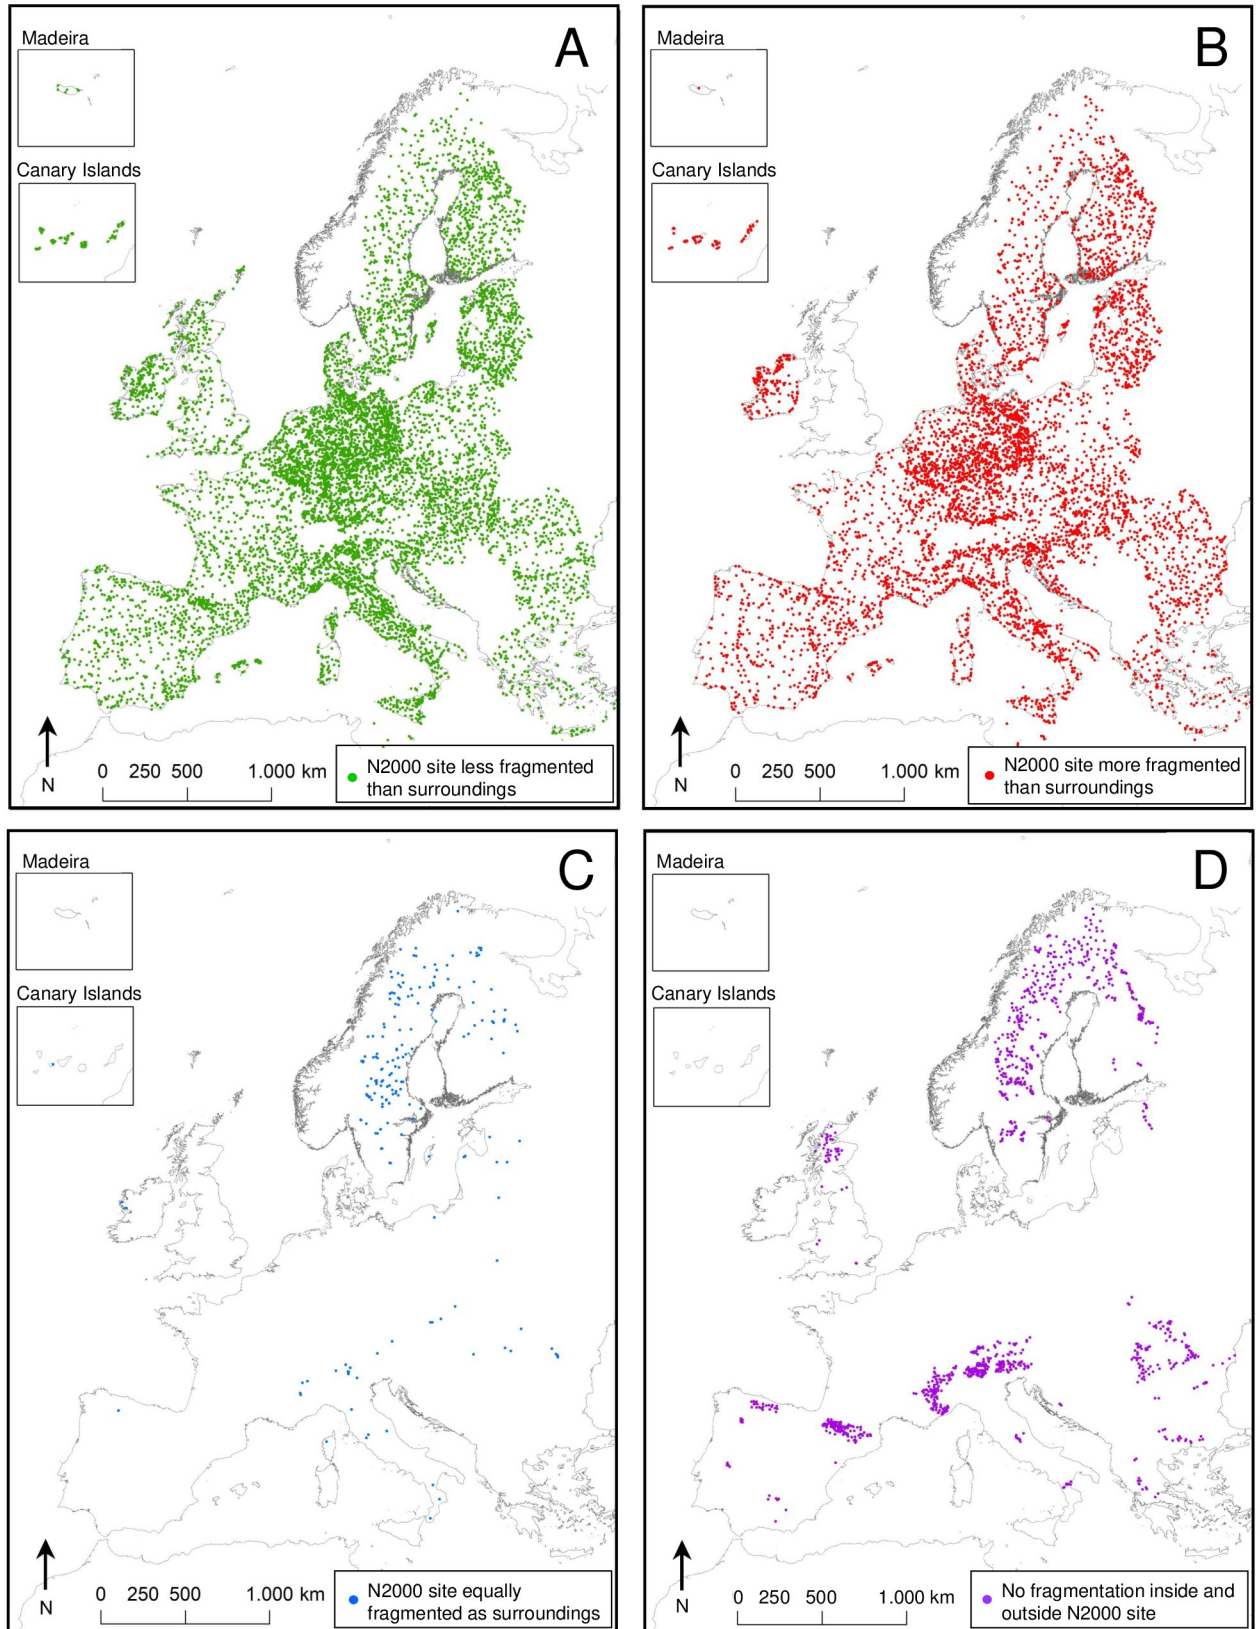 Madeira
A
Canary Islands
N
0 250 500 1.000 km
N2000 site less fragmented
than surroundings
Madeira
B
Canary Islands
N
0 250 500 1.000 km
N2000 site more fragmented
than surroundings
Madeira
C
Canary Islands
N
0 250 500 1.000 km
N2000 site equally
fragmented as surroundings
Madeira
D
Canary Islands
N
0 250 500 1.000 km
No fragmentation inside and
outside N2000 site